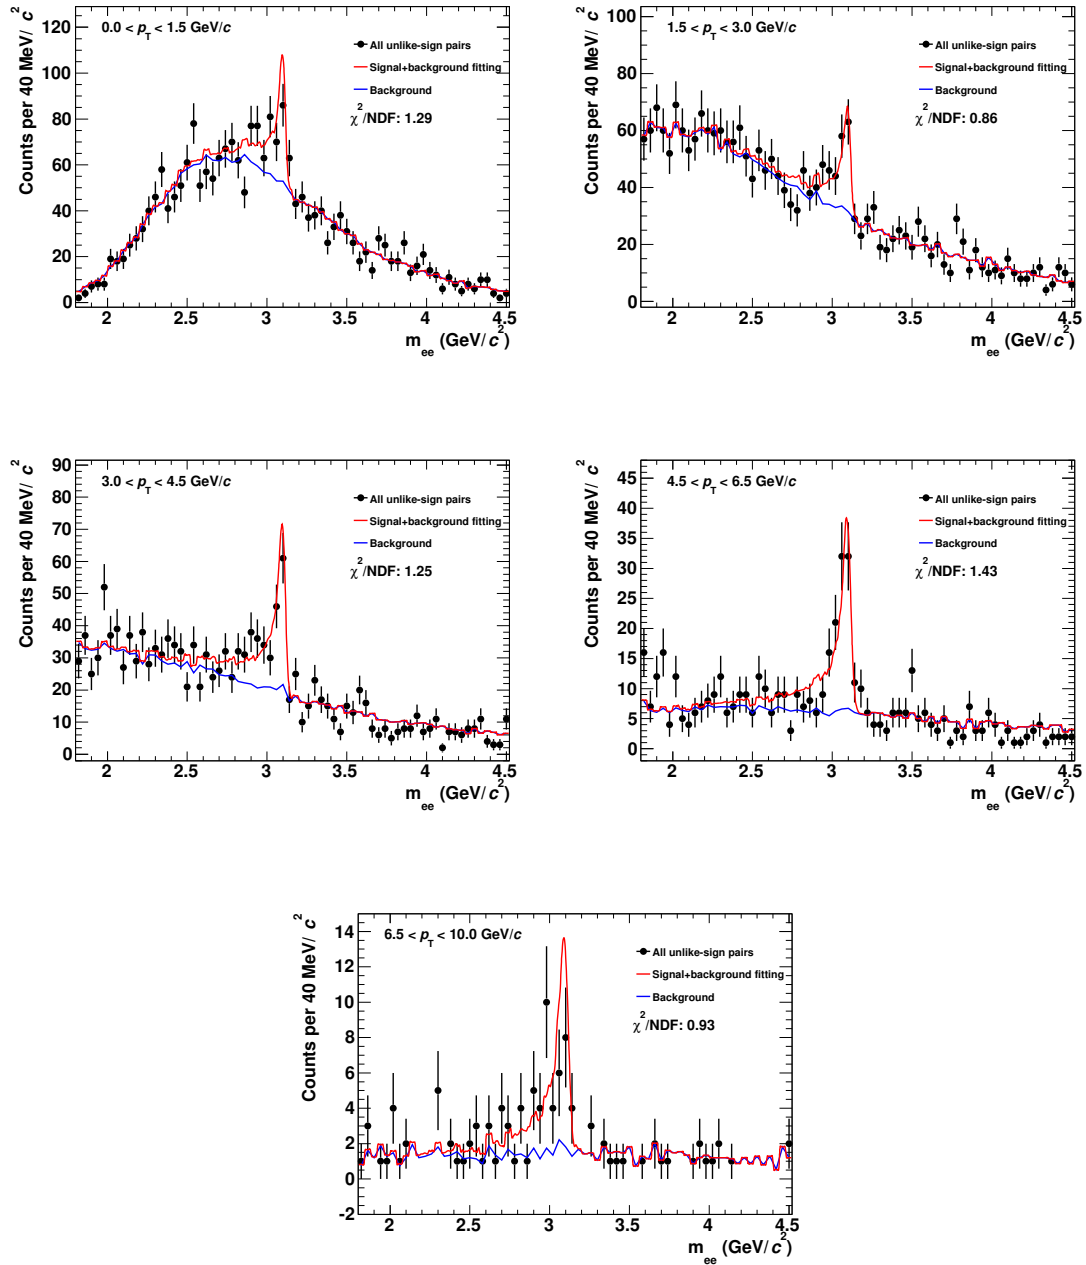 0.0 < p_T < 1.5 GeV/c
All unlike-sign pairs
Signal+background fitting
Background
χ²/NDF: 1.29
Counts per 40 MeV/ c²
120
100
80
60
40
20
0
2 2.5 3 3.5 4 4.5
m_ee (GeV/c²)
1.5 < p_T < 3.0 GeV/c
All unlike-sign pairs
Signal+background fitting
Background
χ²/NDF: 0.86
Counts per 40 MeV/ c²
100
80
60
40
20
0
2 2.5 3 3.5 4 4.5
m_ee (GeV/c²)
3.0 < p_T < 4.5 GeV/c
All unlike-sign pairs
Signal+background fitting
Background
χ²/NDF: 1.25
Counts per 40 MeV/ c²
90
80
70
60
50
40
30
20
10
0
2 2.5 3 3.5 4 4.5
m_ee (GeV/c²)
4.5 < p_T < 6.5 GeV/c
All unlike-sign pairs
Signal+background fitting
Background
χ²/NDF: 1.43
Counts per 40 MeV/ c²
45
40
35
30
25
20
15
10
5
0
2 2.5 3 3.5 4 4.5
m_ee (GeV/c²)
6.5 < p_T < 10.0 GeV/c
All unlike-sign pairs
Signal+background fitting
Background
χ²/NDF: 0.93
Counts per 40 MeV/ c²
14
12
10
8
6
4
2
0
-2
2 2.5 3 3.5 4 4.5
m_ee (GeV/c²)